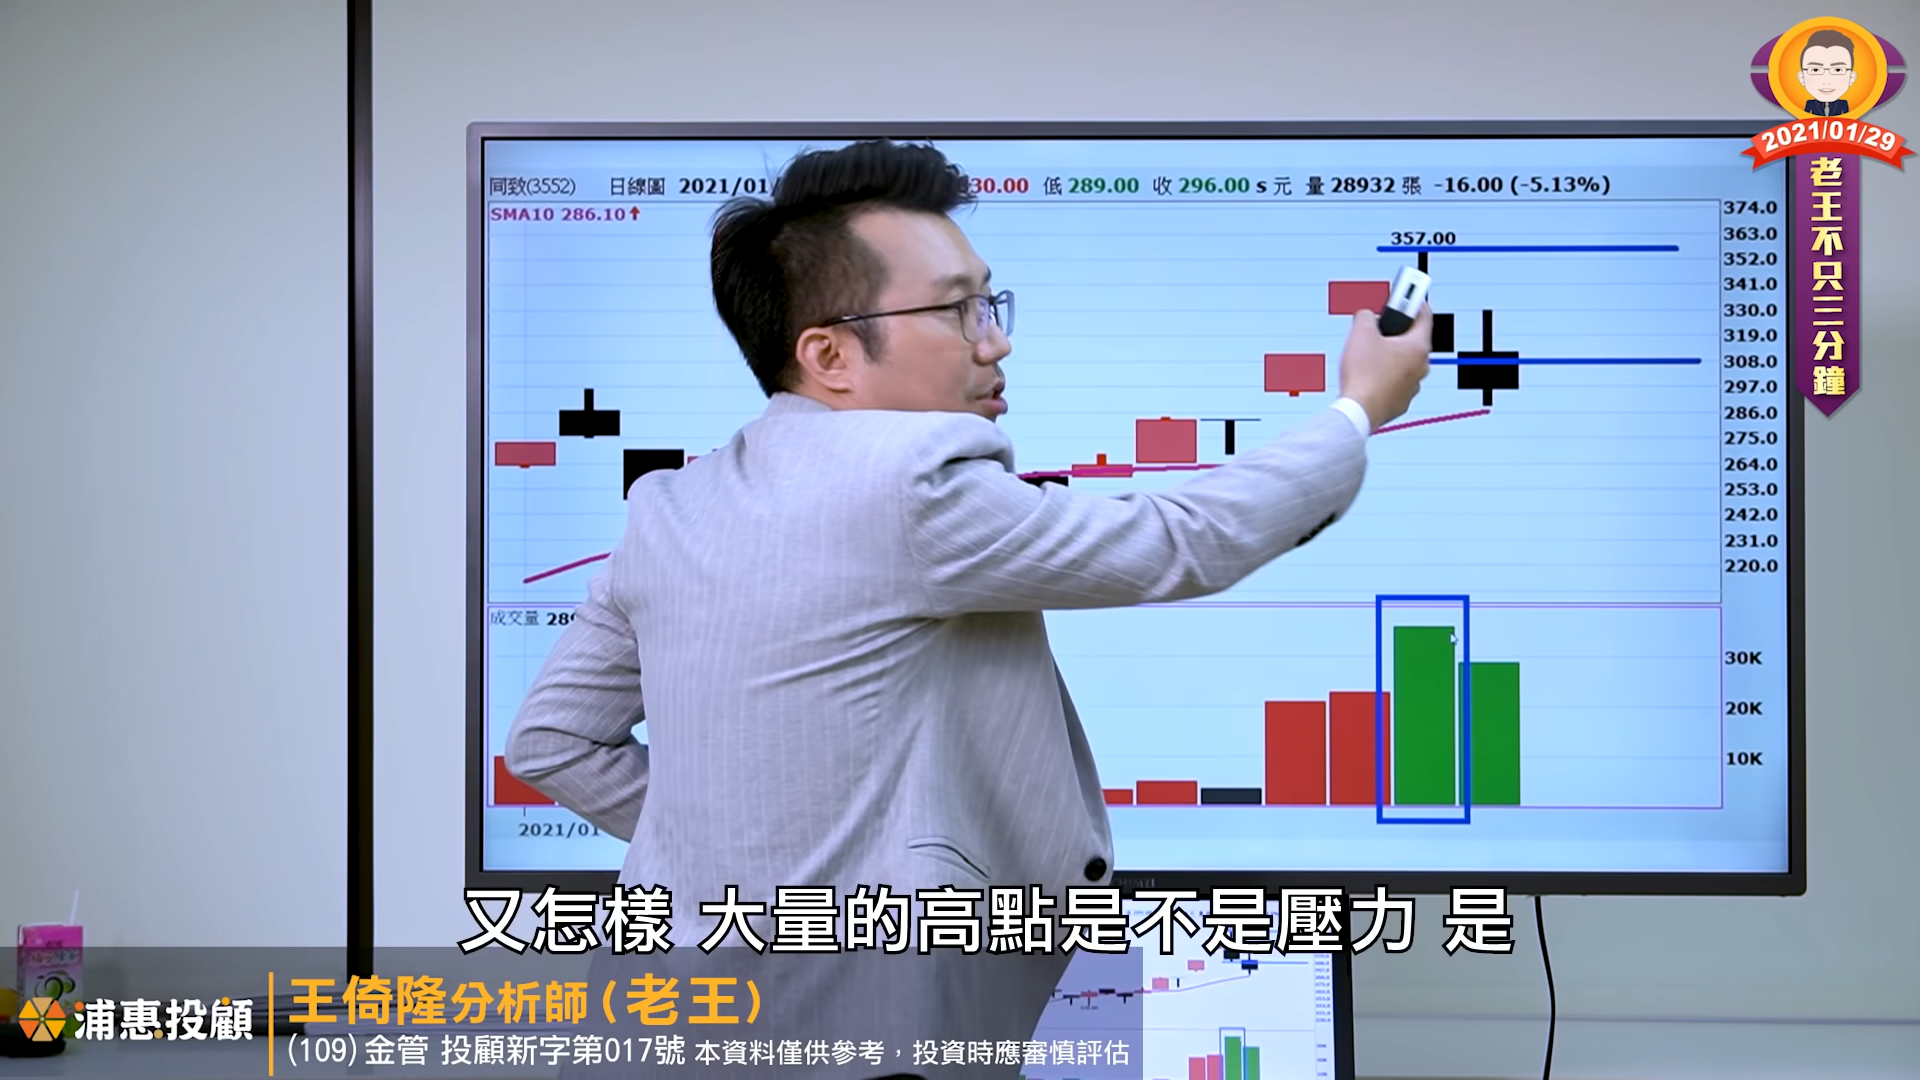 2021/01/29
老王不只三分鐘
同致(3552) 日線圖 2021/01/ 30.00 低 289.00 收 296.00 s 元 量 28932 張 -16.00 (-5.13%)
SMA10 286.10↑
357.00
374.0
363.0
352.0
341.0
330.0
319.0
308.0
297.0
286.0
275.0
264.0
253.0
242.0
231.0
220.0
成交量 28
30K
20K
10K
2021/01
又怎樣 大量的高點是不是壓力 是
浦惠投顧
王倚隆分析師(老王)
(109)金管 投顧新字第017號 本資料僅供參考，投資時應審慎評估